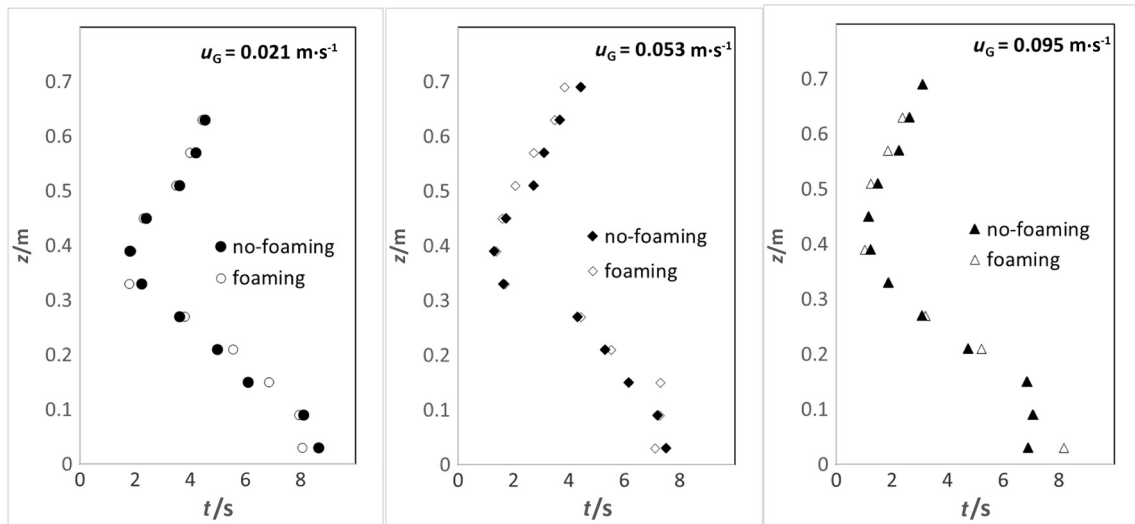 u_G = 0.021 m·s⁻¹
0.7
0.6
0.5
0.4
0.3
0.2
0.1
0
z/m
no-foaming
foaming
0 2 4 6 8
t/s
u_G = 0.053 m·s⁻¹
0.7
0.6
0.5
0.4
0.3
0.2
0.1
0
z/m
no-foaming
foaming
0 2 4 6 8
t/s
u_G = 0.095 m·s⁻¹
0.7
0.6
0.5
0.4
0.3
0.2
0.1
0
z/m
no-foaming
foaming
0 2 4 6 8
t/s